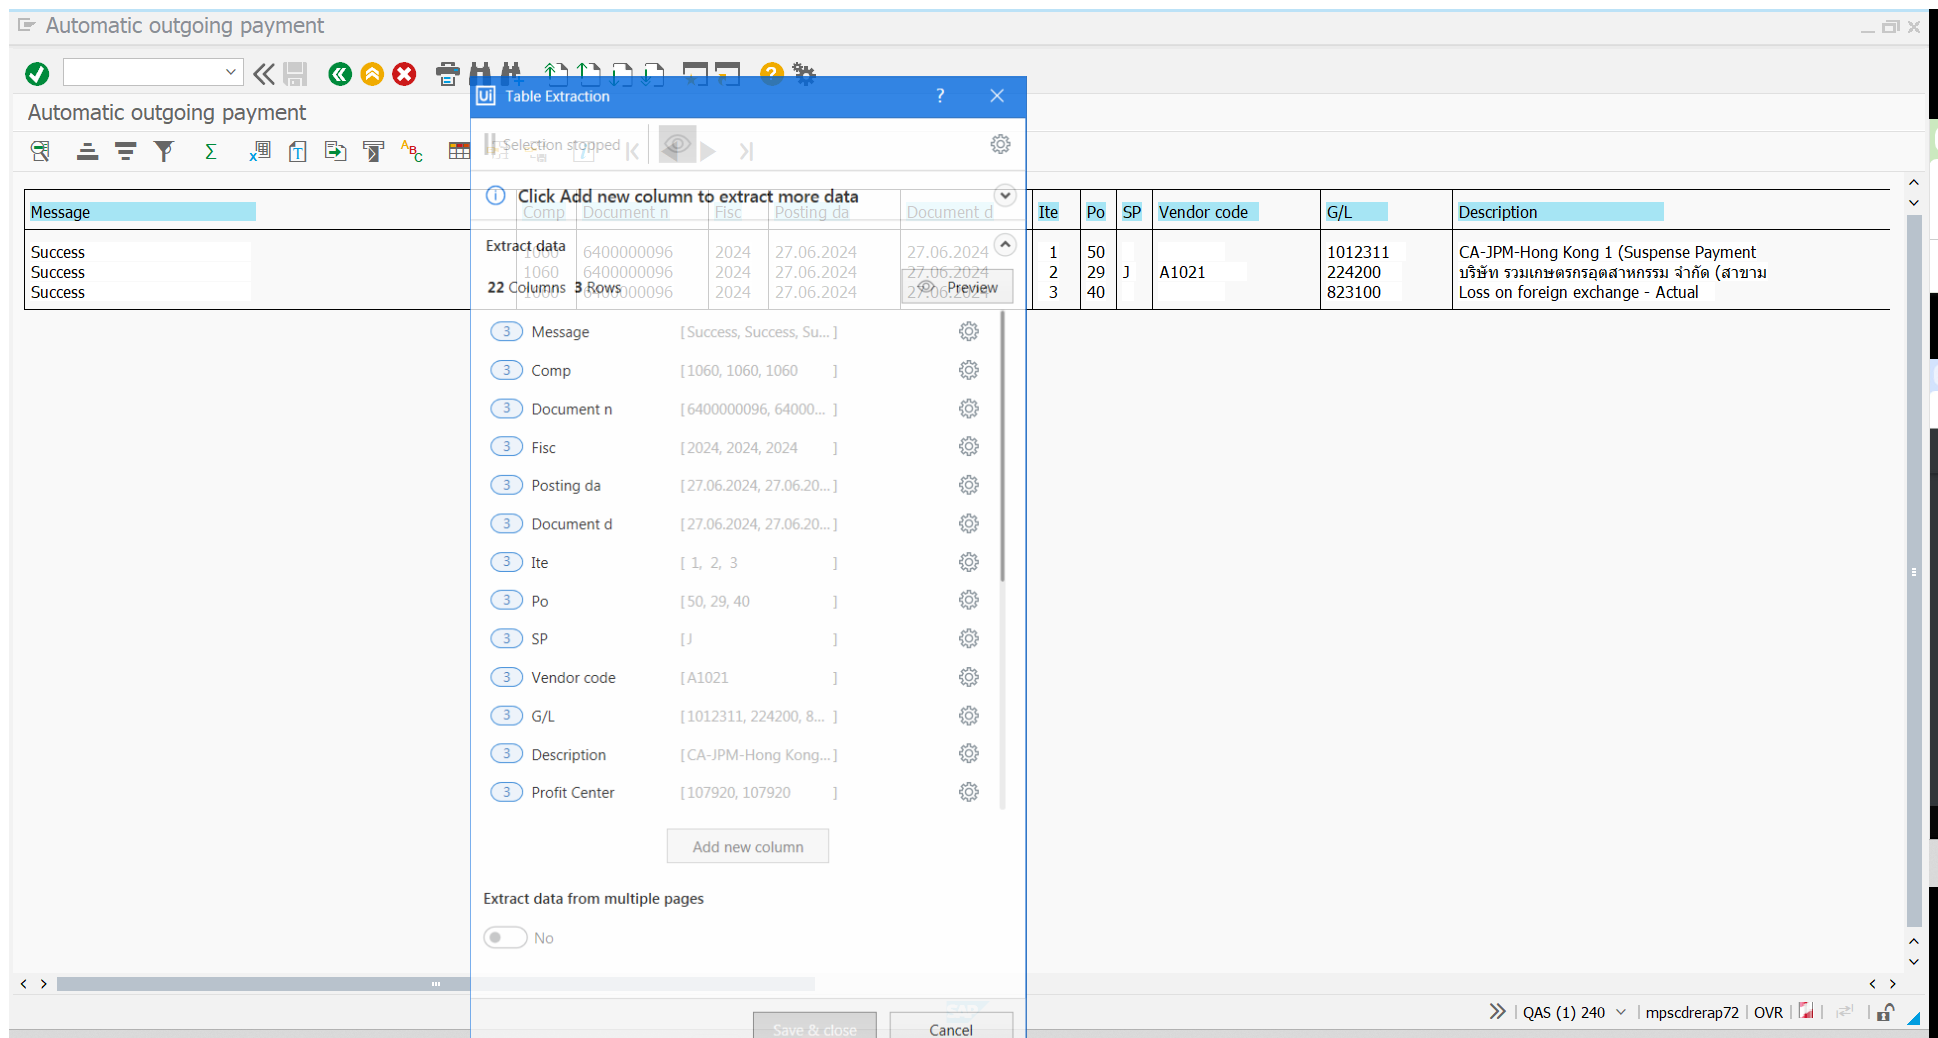 Automatic outgoing payment
Automatic outgoing payment
Ui Table Extraction ?
Selection stopped
Click Add new column to extract more data
Message Comp Document n Fisc Posting da Document d Ite Po SP Vendor code G/L Description
Extract data
Success 1060 6400000096 2024 27.06.2024 27.06.2024 1 50 1012311 CA-JPM-Hong Kong 1 (Suspense Payment
Success 1060 6400000096 2024 27.06.2024 27.06.2024 2 29 J A1021 224200 บริษัท รวมเกษตรกรอุตสาหกรรม จำกัด (สาขาม
Success 1060 6400000096 2024 27.06.2024 27.06.2024 3 40 823100 Loss on foreign exchange - Actual
22 Columns 3 Rows Preview
3 Message [Success, Success, Su... ]
3 Comp [1060, 1060, 1060 ]
3 Document n [6400000096, 64000... ]
3 Fisc [2024, 2024, 2024 ]
3 Posting da [27.06.2024, 27.06.20... ]
3 Document d [27.06.2024, 27.06.20... ]
3 Ite [ 1, 2, 3 ]
3 Po [50, 29, 40 ]
3 SP [J ]
3 Vendor code [A1021 ]
3 G/L [1012311, 224200, 8... ]
3 Description [CA-JPM-Hong Kong... ]
3 Profit Center [107920, 107920 ]
Add new column
Extract data from multiple pages
No
SAP
QAS (1) 240 mpscdrerap72 OVR
Save & close Cancel